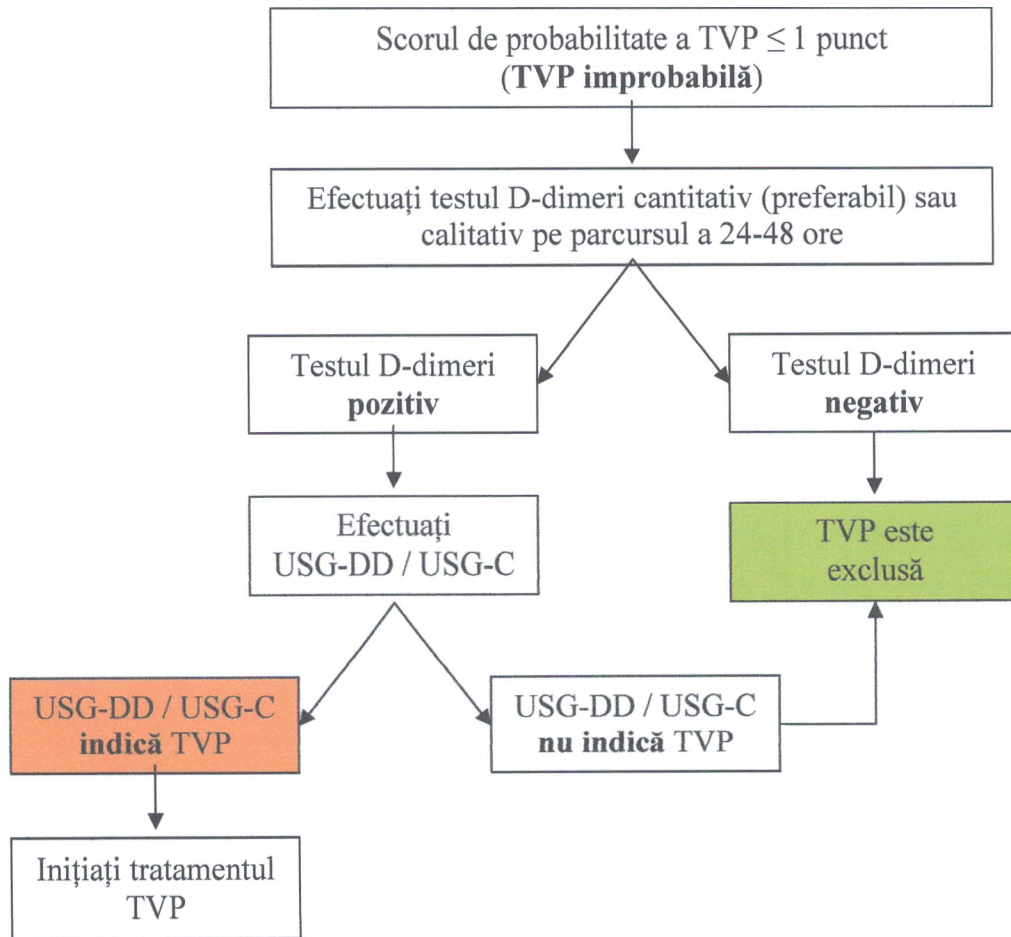 Scorul de probabilitate a TVP ≤ 1 punct
(TVP improbabilă)
Efectuați testul D-dimeri cantitativ (preferabil) sau
calitativ pe parcursul a 24-48 ore
Testul D-dimeri
pozitiv
Testul D-dimeri
negativ
Efectuați
USG-DD / USG-C
TVP este
exclusă
USG-DD / USG-C
indică TVP
USG-DD / USG-C
nu indică TVP
Inițiați tratamentul
TVP